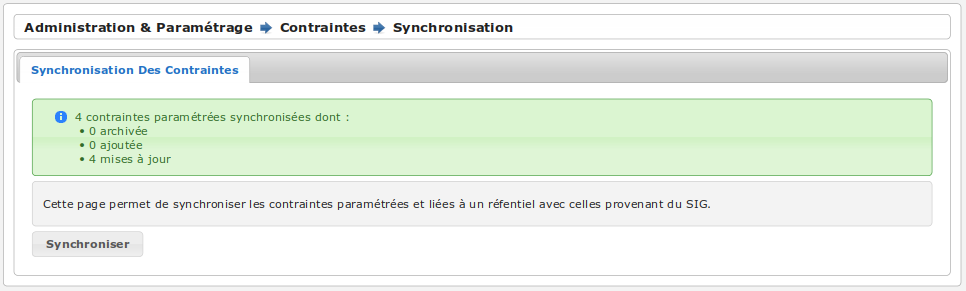 Administration & Paramétrage Contraintes Synchronisation
Synchronisation Des Contraintes
4 contraintes paramétrées synchronisées dont :
• 0 archivée
• 0 ajoutée
• 4 mises à jour
Cette page permet de synchroniser les contraintes paramétrées et liées à un réfentiel avec celles provenant du SIG.
Synchroniser